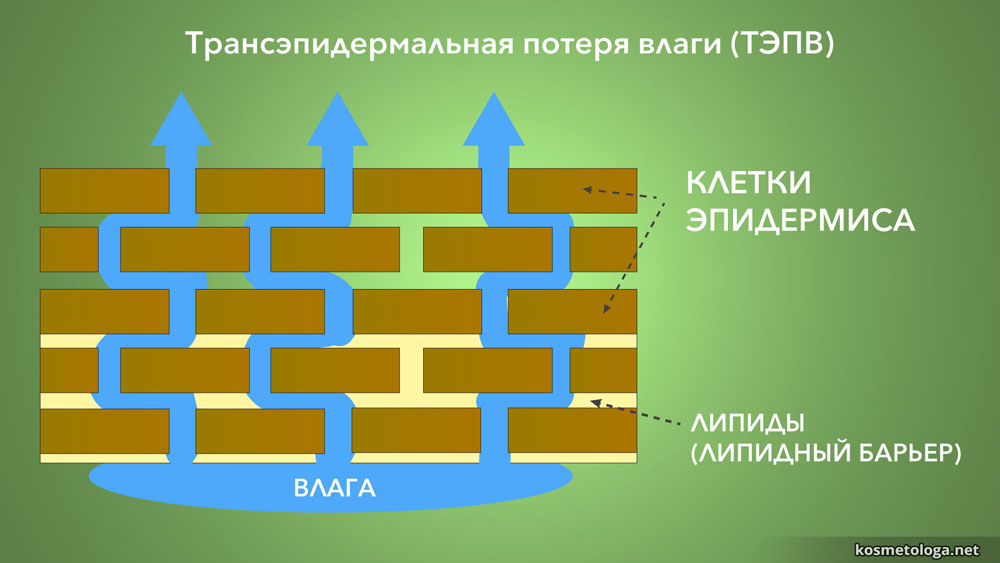 Трансэпидермальная потеря влаги (ТЭПВ)
КЛЕТКИ
ЭПИДЕРМИСА
ЛИПИДЫ
(ЛИПИДНЫЙ БАРЬЕР)
ВЛАГА
kosmetologa.net